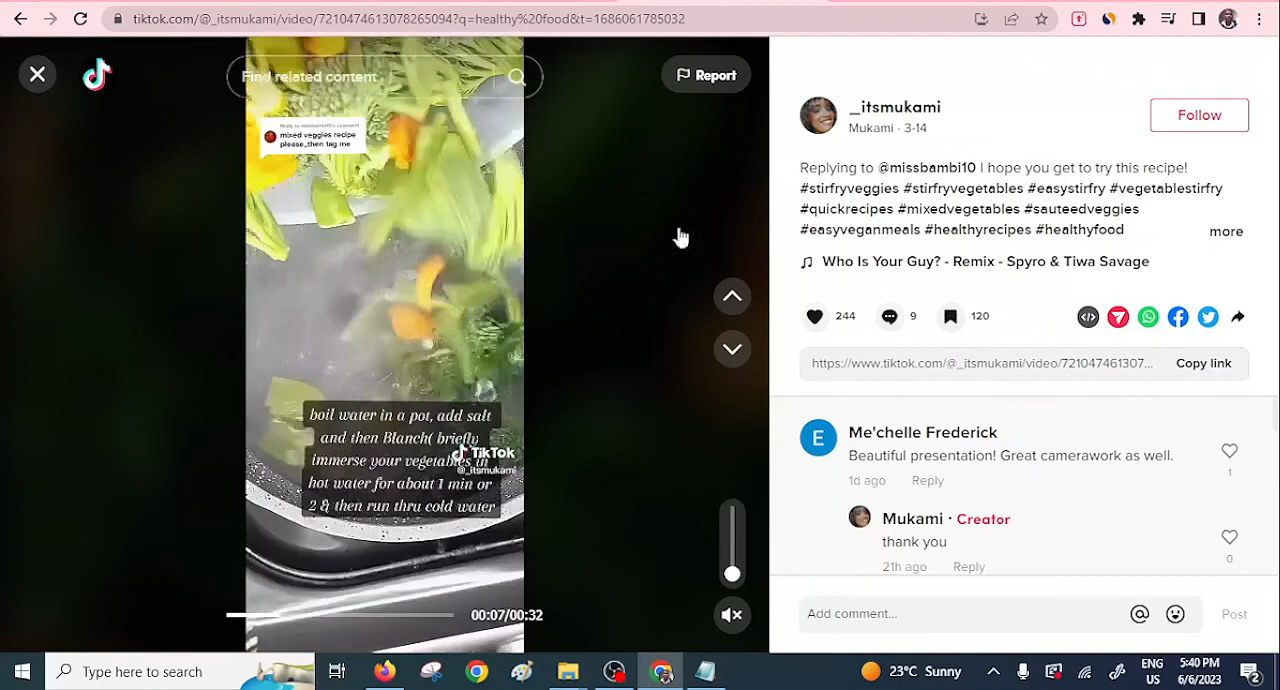 tiktok.com/@_itsmukami/video/7210474613078265094?q=healthy%20food&t=1686061785032
Find related content
Report
mixed veggies recipe
please,,then tag me
boil water in a pot, add salt
and then Blanch( briefly
immerse your vegetables in
hot water for about 1 min or
2 & then run thru cold water
TikTok
@_itsmukami
00:07/00:32
_itsmukami
Mukami · 3-14
Follow
Replying to @missbambi10 I hope you get to try this recipe!
#stirfryveggies #stirfryvegetables #easystirfry #vegetablestirfry
#quickrecipes #mixedvegetables #sauteedveggies
#easyveganmeals #healthyrecipes #healthyfood
more
Who Is Your Guy? - Remix - Spyro & Tiwa Savage
244
9
120
https://www.tiktok.com/@_itsmukami/video/721047461307...
Copy link
E
Me'chelle Frederick
Beautiful presentation! Great camerawork as well.
1d ago
Reply
1
Mukami · Creator
thank you
21h ago
Reply
0
Add comment...
Post
Type here to search
23°C Sunny
ENG
US
5:40 PM
6/6/2023
2